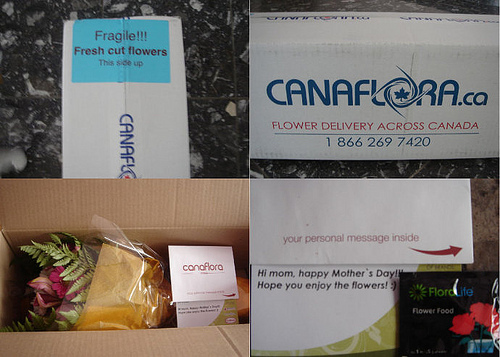 Fragile!!!
Fresh cut flowers
This side up
CANAFLO
CANAFLORA.ca
FLOWER DELIVERY ACROSS CANADA
1 866 269 7420
canaflora
your personal message inside
Hi mom, happy Mother`s Day!!!
Hope you enjoy the flowers! :)
FloraLife
Flower Food